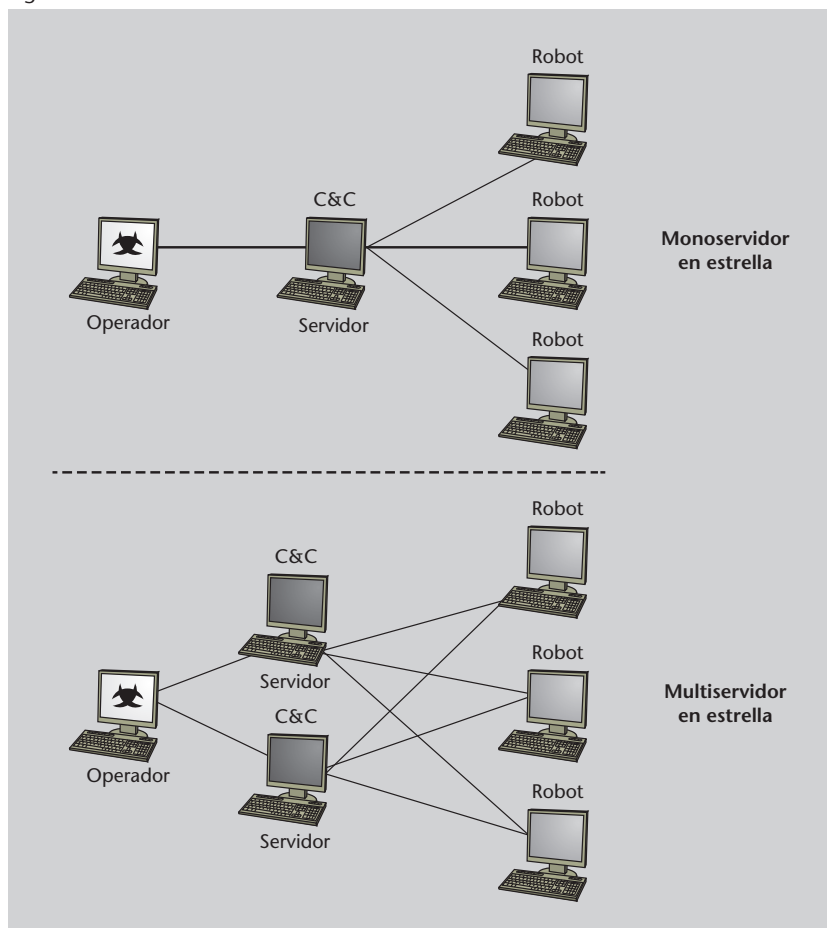 Robot
C&C
Robot
Operador
Servidor
Monoservidor
en estrella
Robot
Robot
C&C
Servidor
Robot
C&C
Operador
Servidor
Multiservidor
en estrella
Robot